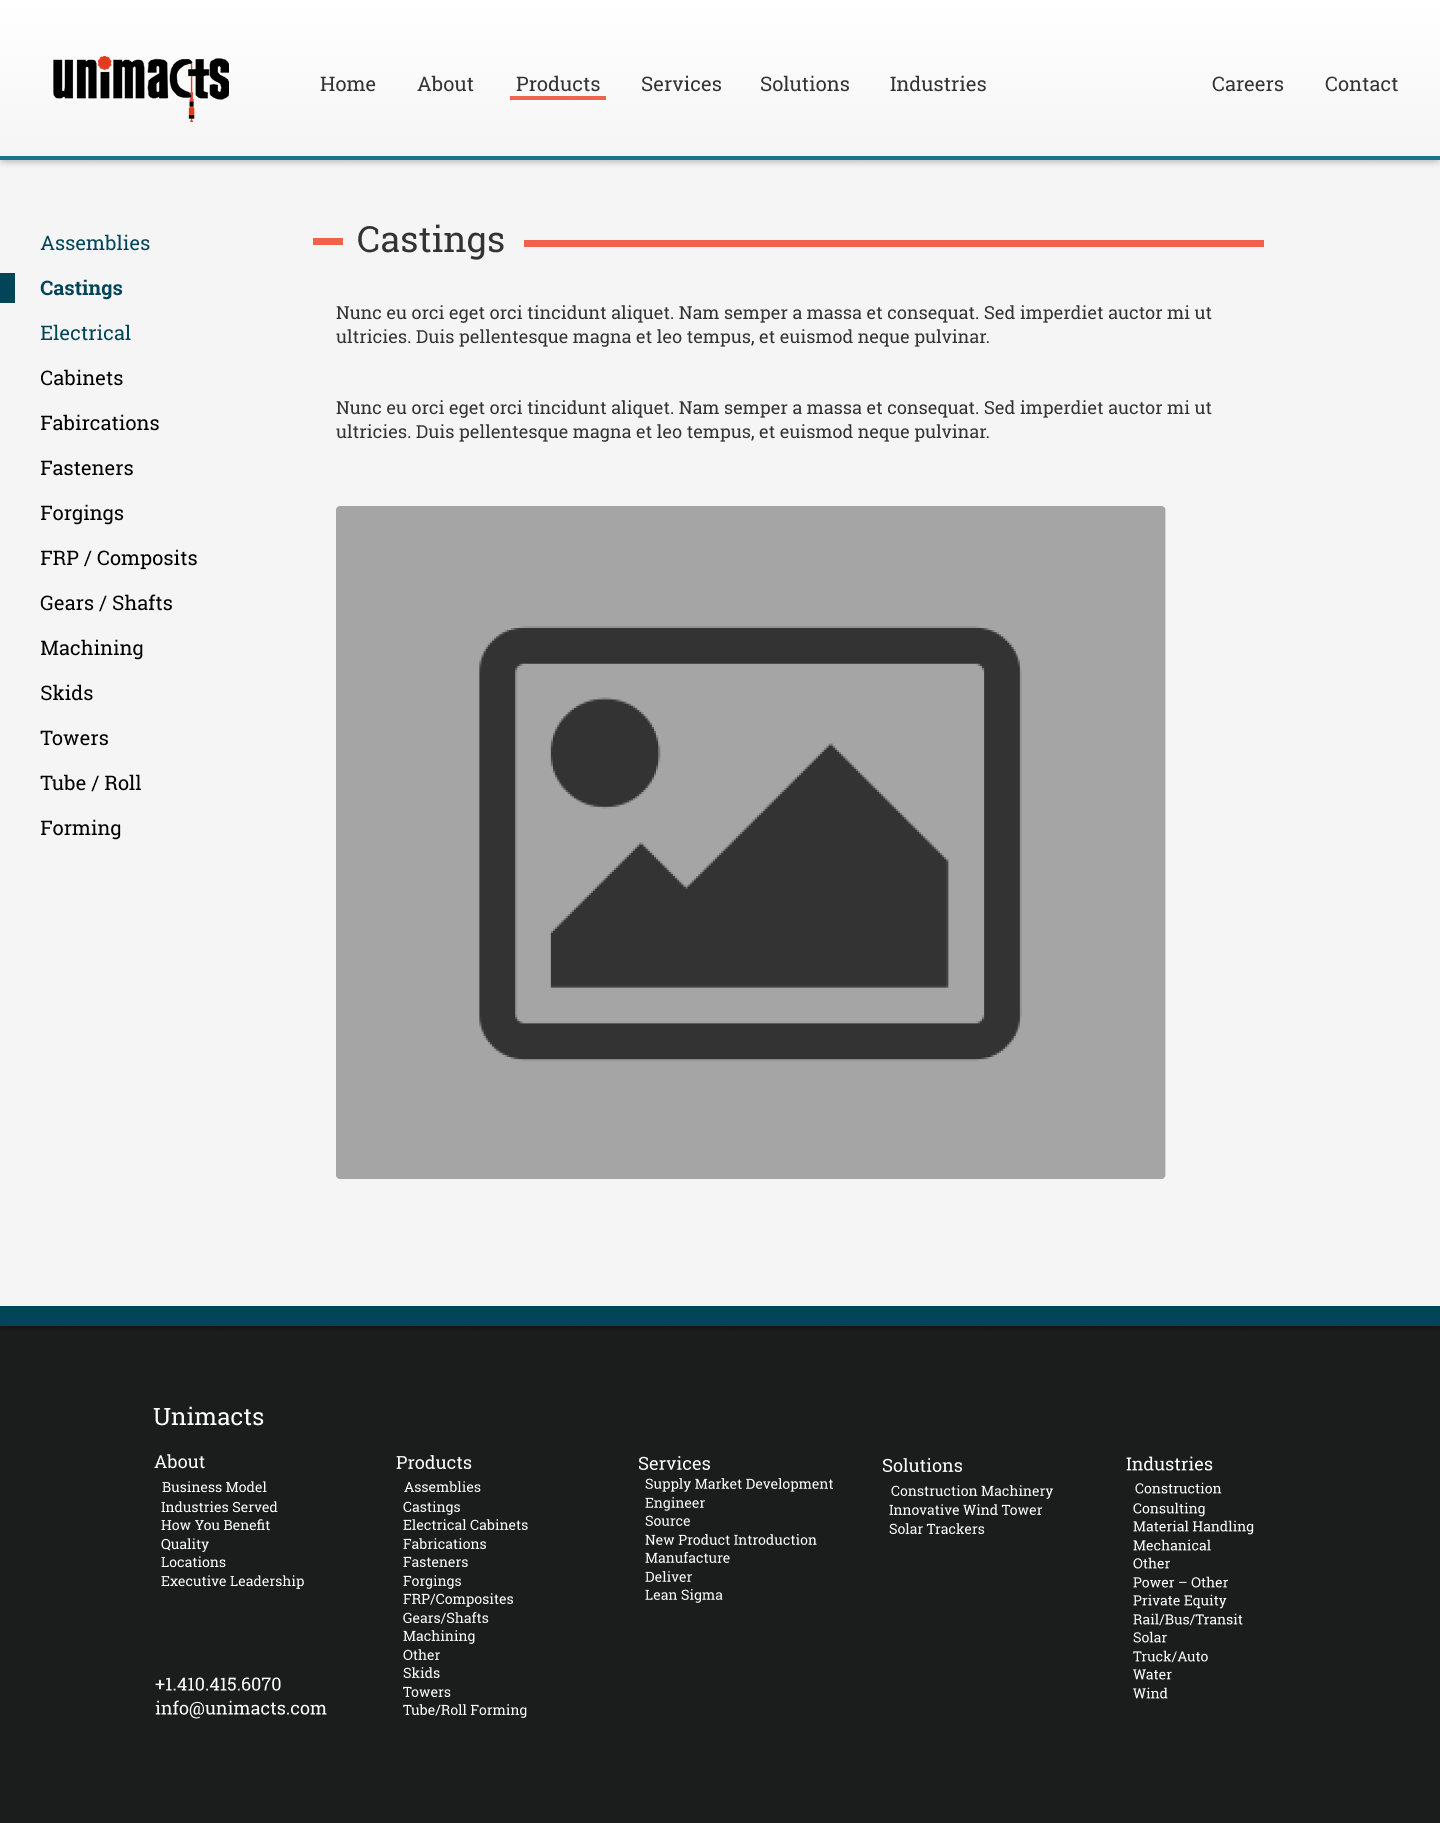 unimacts
Home About Products Services Solutions Industries Careers Contact
Assemblies
Castings
Electrical
Cabinets
Fabircations
Fasteners
Forgings
FRP / Composits
Gears / Shafts
Machining
Skids
Towers
Tube / Roll
Forming
Castings
Nunc eu orci eget orci tincidunt aliquet. Nam semper a massa et consequat. Sed imperdiet auctor mi ut
ultricies. Duis pellentesque magna et leo tempus, et euismod neque pulvinar.
Nunc eu orci eget orci tincidunt aliquet. Nam semper a massa et consequat. Sed imperdiet auctor mi ut
ultricies. Duis pellentesque magna et leo tempus, et euismod neque pulvinar.
Unimacts
About
Business Model
Industries Served
How You Benefit
Quality
Locations
Executive Leadership
+1.410.415.6070
info@unimacts.com
Products
Assemblies
Castings
Electrical Cabinets
Fabrications
Fasteners
Forgings
FRP/Composites
Gears/Shafts
Machining
Other
Skids
Towers
Tube/Roll Forming
Services
Supply Market Development
Engineer
Source
New Product Introduction
Manufacture
Deliver
Lean Sigma
Solutions
Construction Machinery
Innovative Wind Tower
Solar Trackers
Industries
Construction
Consulting
Material Handling
Mechanical
Other
Power – Other
Private Equity
Rail/Bus/Transit
Solar
Truck/Auto
Water
Wind